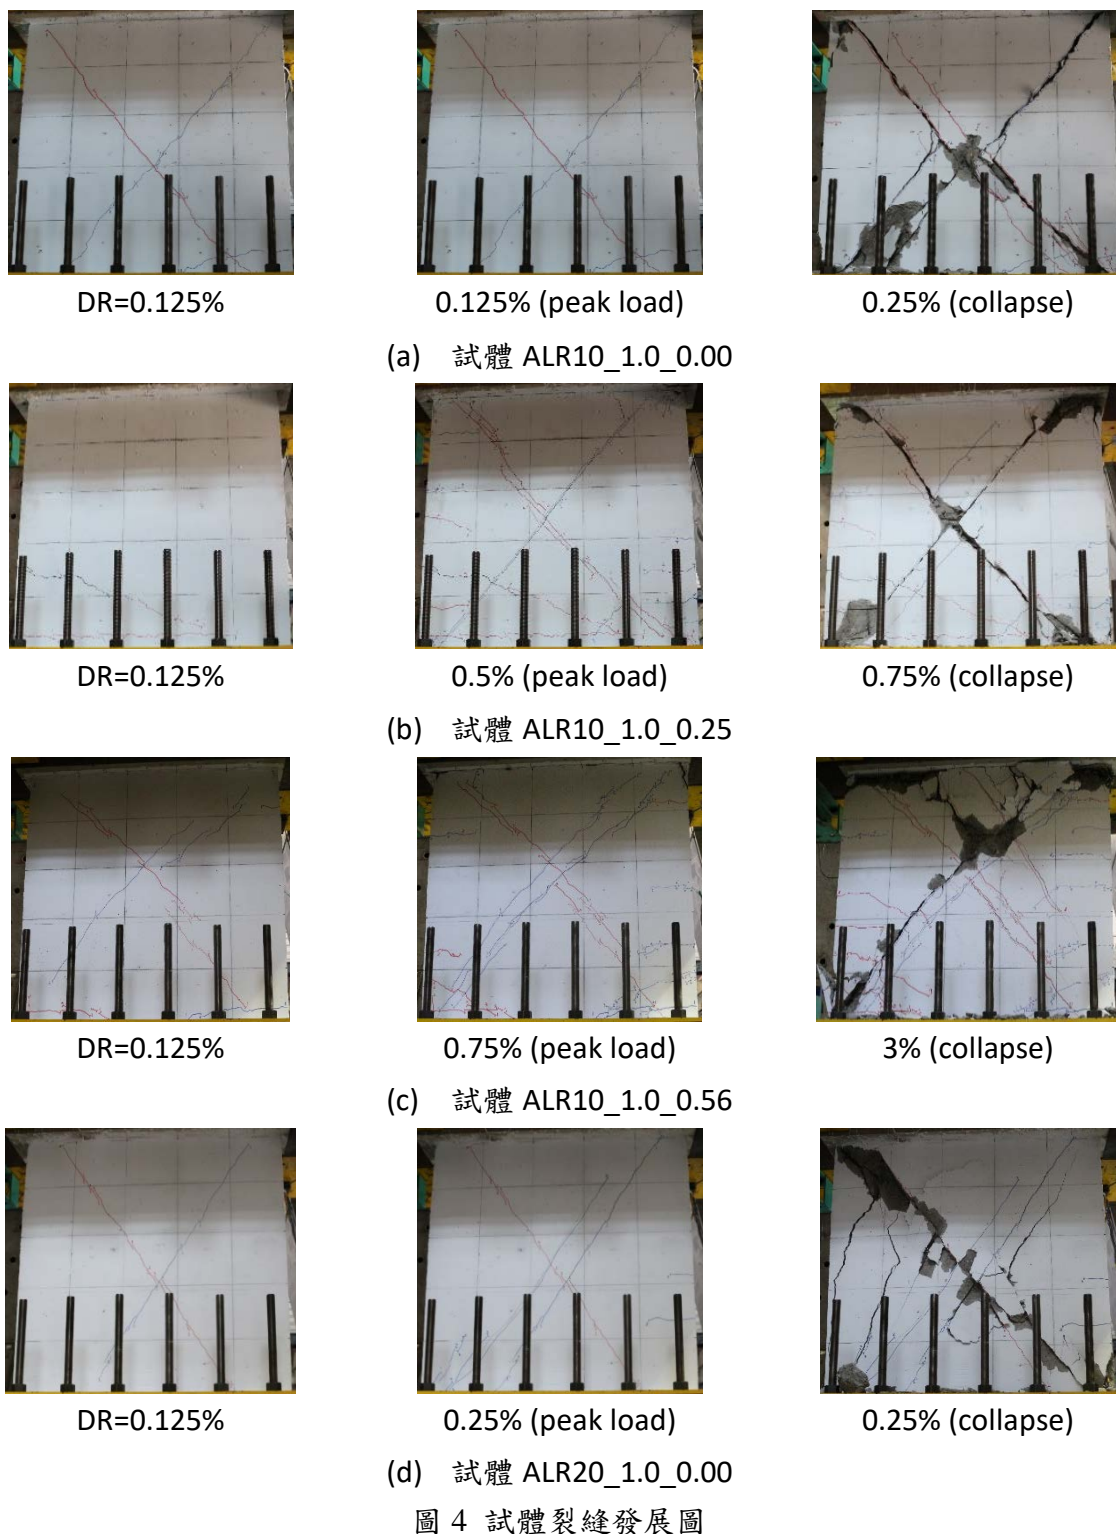 DR=0.125% 0.125% (peak load) 0.25% (collapse)
(a) 試體 ALR10_1.0_0.00
DR=0.125% 0.5% (peak load) 0.75% (collapse)
(b) 試體 ALR10_1.0_0.25
DR=0.125% 0.75% (peak load) 3% (collapse)
(c) 試體 ALR10_1.0_0.56
DR=0.125% 0.25% (peak load) 0.25% (collapse)
(d) 試體 ALR20_1.0_0.00
圖 4 試體裂縫發展圖